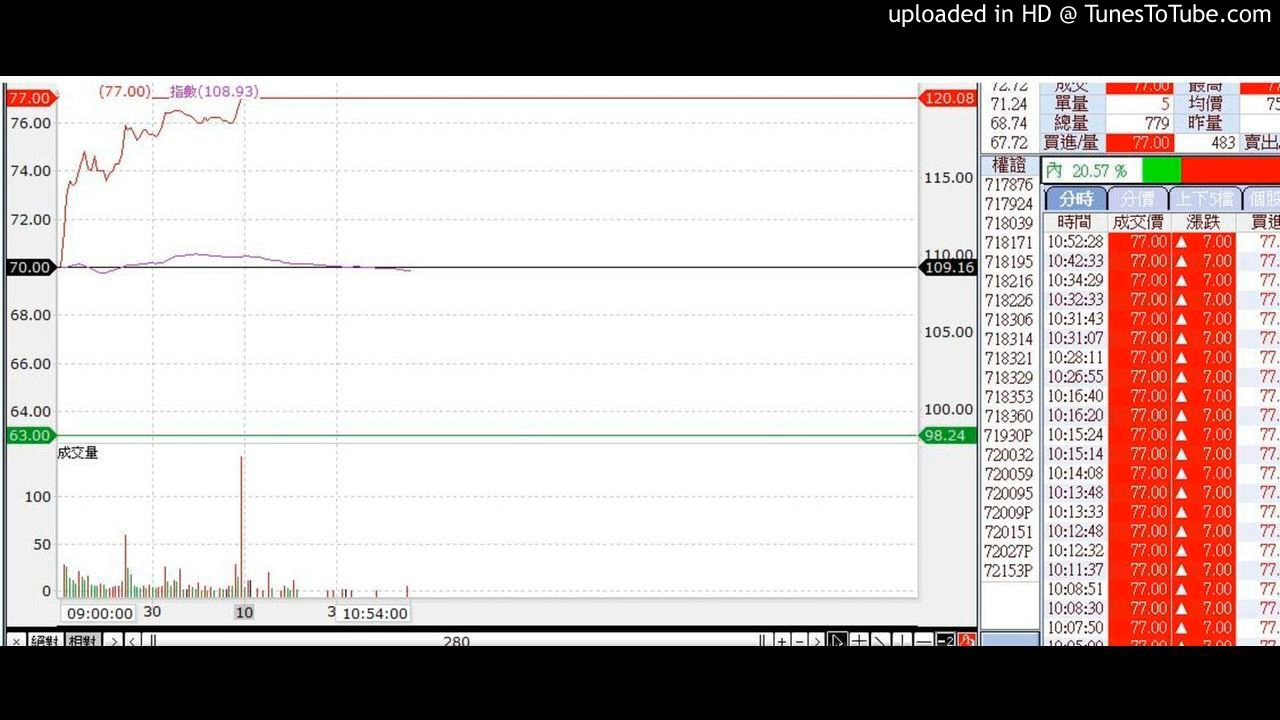 uploaded in HD @ TunesToTube.com
77.00 (77.00) 指數(108.93) 120.08
76.00
74.00 115.00
72.00
110.00
70.00 109.16
68.00
105.00
66.00
64.00 100.00
63.00 98.24
成交量
100
50
0
09:00:00 30 10 3 10:54:00
絕對 相對 280
72.72 成交 77.00 最高
71.24 單量 5 均價 75
68.74 總量 779 昨量
67.72 買進/量 77.00 483 賣出
權證 內 20.57 %
717876
717924
718039
718171
718195
718216
718226
718306
718314
718321
718329
718353
718360
71930P
720032
720059
720095
72009P
720151
72027P
72153P
分時 分價 上下5檔 個股
時間 成交價 漲跌 買進
10:52:28 77.00 ▲ 7.00 77.
10:42:33 77.00 ▲ 7.00 77.
10:34:29 77.00 ▲ 7.00 77.
10:32:33 77.00 ▲ 7.00 77.
10:31:43 77.00 ▲ 7.00 77.
10:31:07 77.00 ▲ 7.00 77.
10:28:11 77.00 ▲ 7.00 77.
10:26:55 77.00 ▲ 7.00 77.
10:16:40 77.00 ▲ 7.00 77.
10:16:20 77.00 ▲ 7.00 77.
10:15:24 77.00 ▲ 7.00 77.
10:15:14 77.00 ▲ 7.00 77.
10:14:08 77.00 ▲ 7.00 77.
10:13:48 77.00 ▲ 7.00 77.
10:13:33 77.00 ▲ 7.00 77.
10:12:48 77.00 ▲ 7.00 77.
10:12:32 77.00 ▲ 7.00 77.
10:11:37 77.00 ▲ 7.00 77.
10:08:51 77.00 ▲ 7.00 77.
10:08:30 77.00 ▲ 7.00 77.
10:07:50 77.00 ▲ 7.00 77.